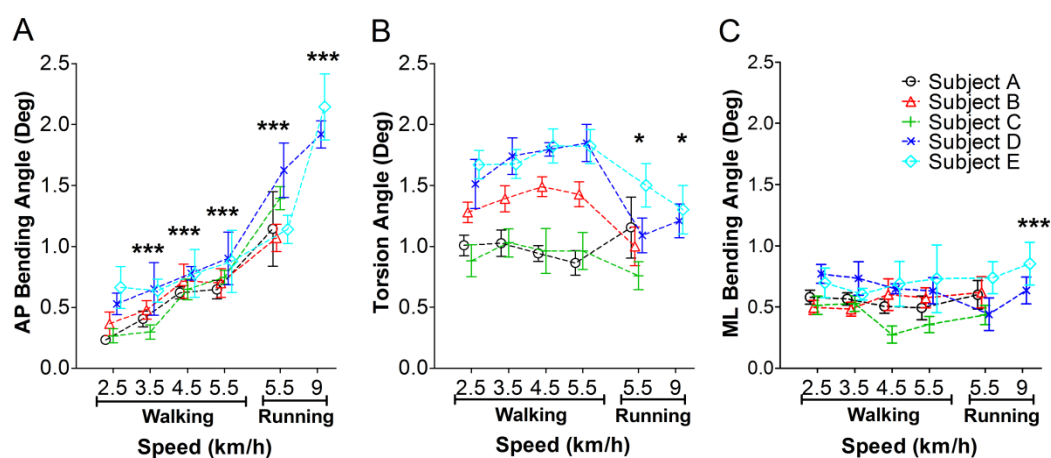 A
AP Bending Angle (Deg)
2.5
2.0
1.5
1.0
0.5
0.0
***
***
***
***
***
2.5 3.5 4.5 5.5 5.5 9
Walking Running
Speed (km/h)
B
Torsion Angle (Deg)
2.5
2.0
1.5
1.0
0.5
0.0
* *
2.5 3.5 4.5 5.5 5.5 9
Walking Running
Speed (km/h)
C
ML Bending Angle (Deg)
2.5
2.0
1.5
1.0
0.5
0.0
Subject A
Subject B
Subject C
Subject D
Subject E
***
2.5 3.5 4.5 5.5 5.5 9
Walking Running
Speed (km/h)